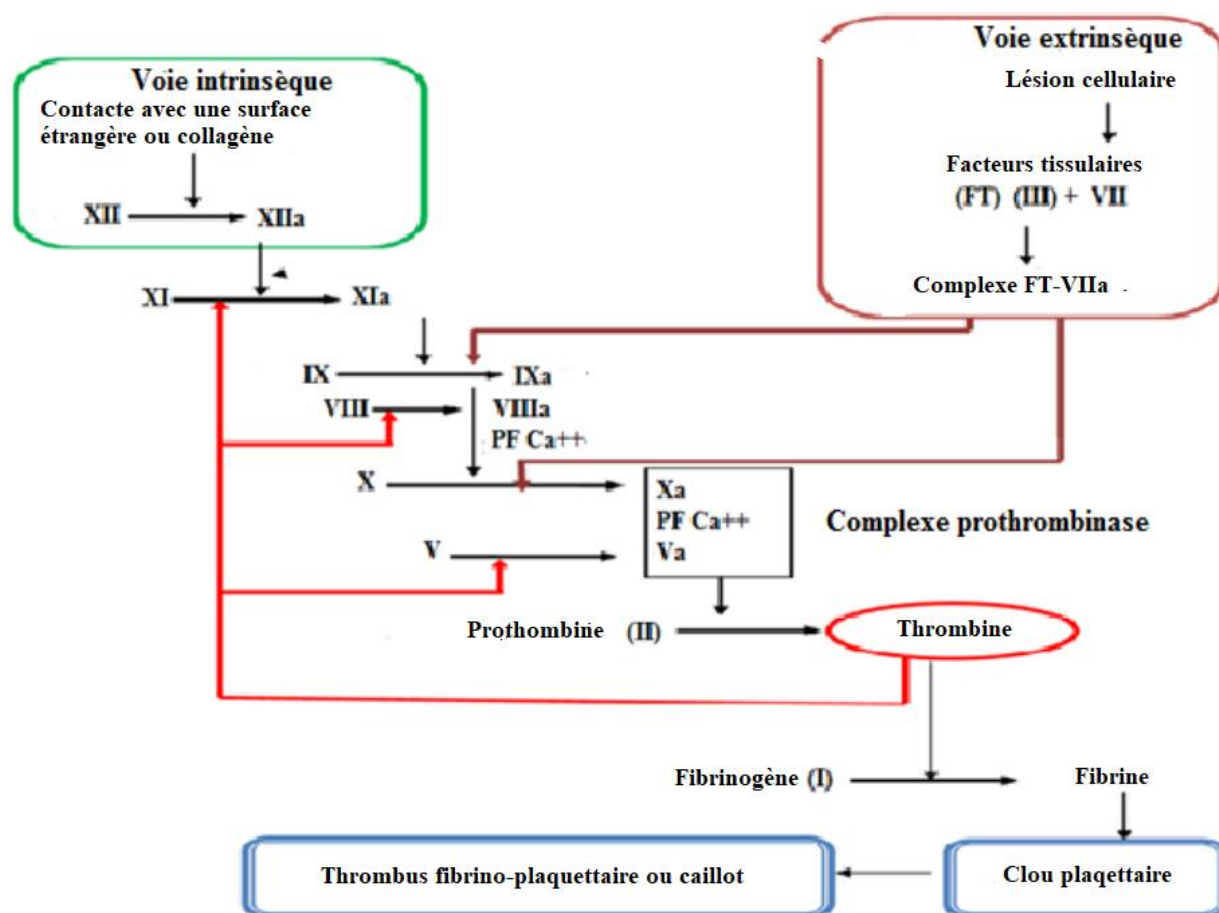 Voie extrinsèque
Lésion cellulaire
Facteurs tissulaires
(FT) (III) + VII
Complexe FT-VIIa
Voie intrinsèque
Contacte avec une surface
étrangère ou collagène
XII
XIIa
XI
XIa
IX
IXa
VIII
VIIIa
PF Ca++
X
Xa
PF Ca++
Va
Complexe prothrombinase
V
Prothombine (II)
Thrombine
Fibrinogène (I)
Fibrine
Thrombus fibrino-plaquettaire ou caillot
Clou plaqettaire